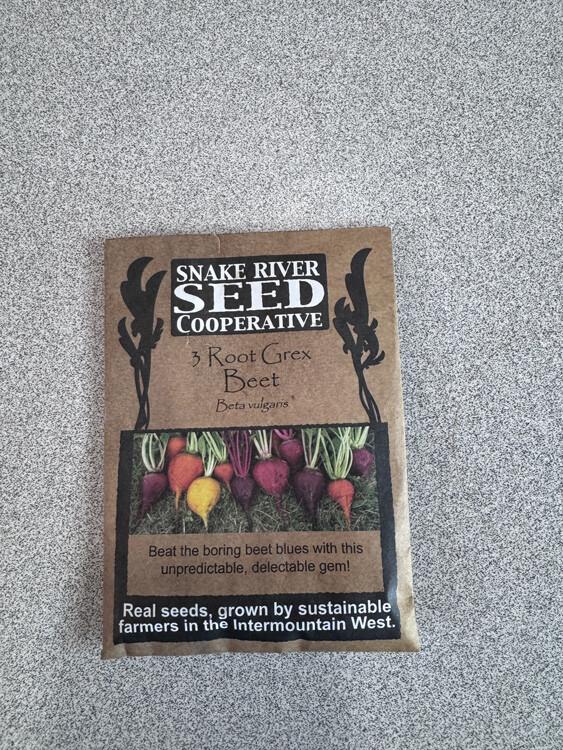 SNAKE RIVER
SEED
COOPERATIVE
3 Root Grex
Beet
Beta vulgaris
Beat the boring beet blues with this
unpredictable, delectable gem!
Real seeds, grown by sustainable
farmers in the Intermountain West.